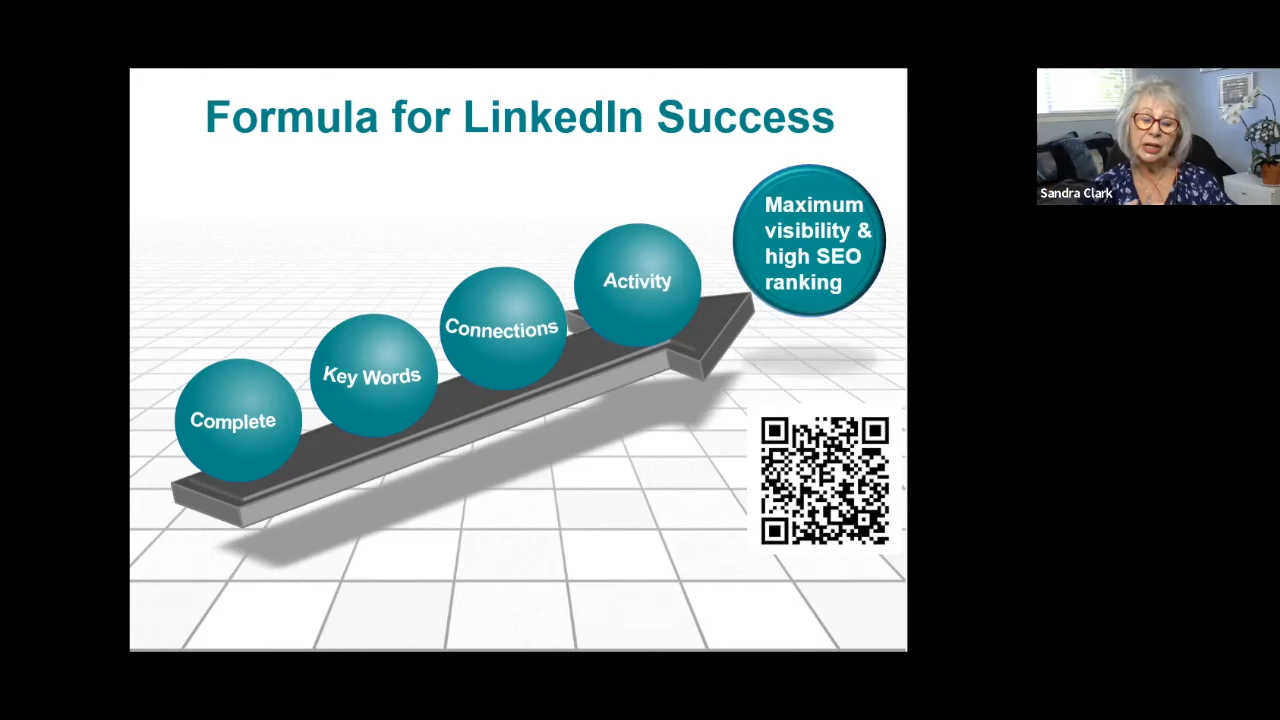 Formula for LinkedIn Success
Maximum
visibility &
high SEO
ranking
Activity
Connections
Key Words
Complete
Sandra Clark